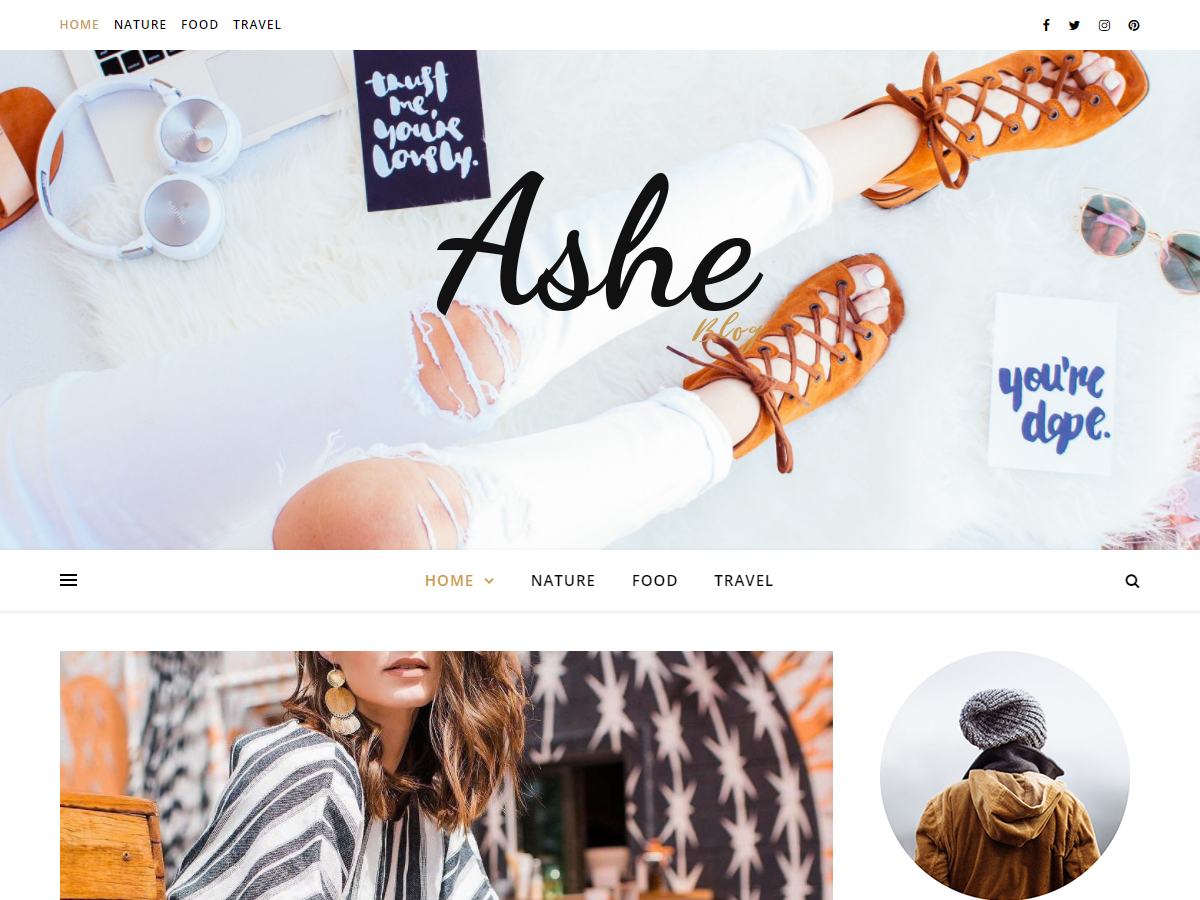 HOME NATURE FOOD TRAVEL
trust
me,
you're
lovely.
Ashe
Blog
you're
dope.
HOME NATURE FOOD TRAVEL